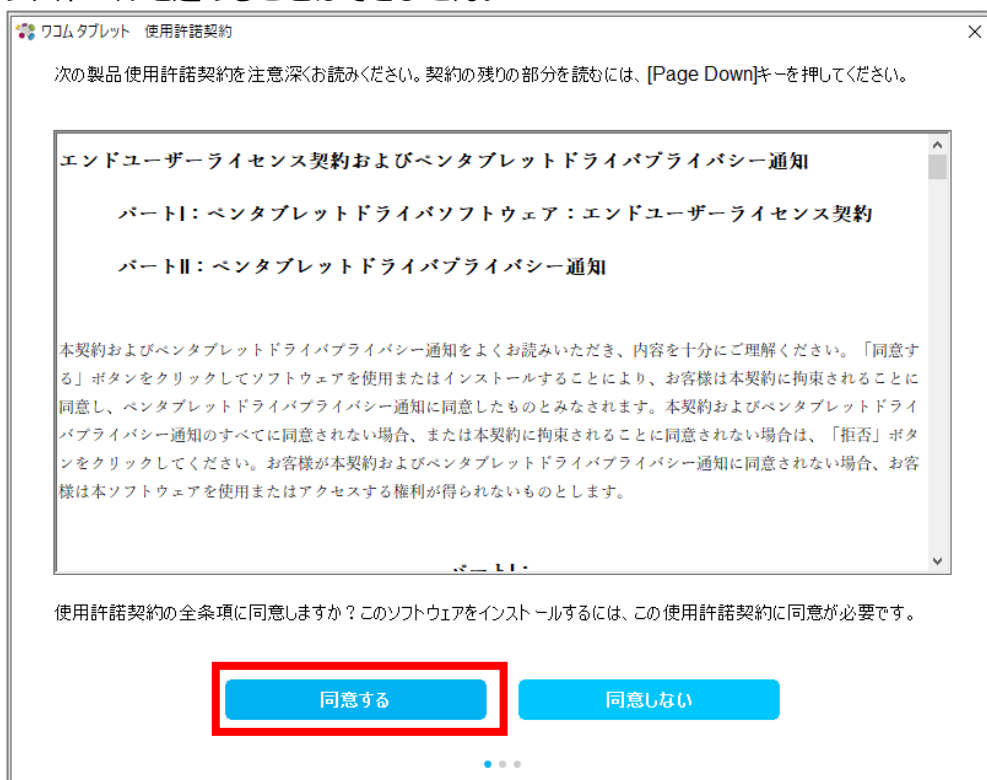 ワコム タブレット 使用許諾契約
次の製品使用許諾契約を注意深くお読みください。契約の残りの部分を読むには、[Page Down]キーを押してください。
エンドユーザーライセンス契約およびペンタブレットドライバプライバシー通知
パートI：ペンタブレットドライバソフトウェア：エンドユーザーライセンス契約
パートII：ペンタブレットドライバプライバシー通知
本契約およびペンタブレットドライバプライバシー通知をよくお読みいただき、内容を十分にご理解ください。「同意す
る」ボタンをクリックしてソフトウェアを使用またはインストールすることにより、お客様は本契約に拘束されることに
同意し、ペンタブレットドライバプライバシー通知に同意したものとみなされます。本契約およびペンタブレットドライ
バプライバシー通知のすべてに同意されない場合、または本契約に拘束されることに同意されない場合は、「拒否」ボタ
ンをクリックしてください。お客様が本契約およびペンタブレットドライバプライバシー通知に同意されない場合、お客
様は本ソフトウェアを使用またはアクセスする権利が得られないものとします。
パートI：
使用許諾契約の全条項に同意しますか？このソフトウェアをインストールするには、この使用許諾契約に同意が必要です。
同意する
同意しない